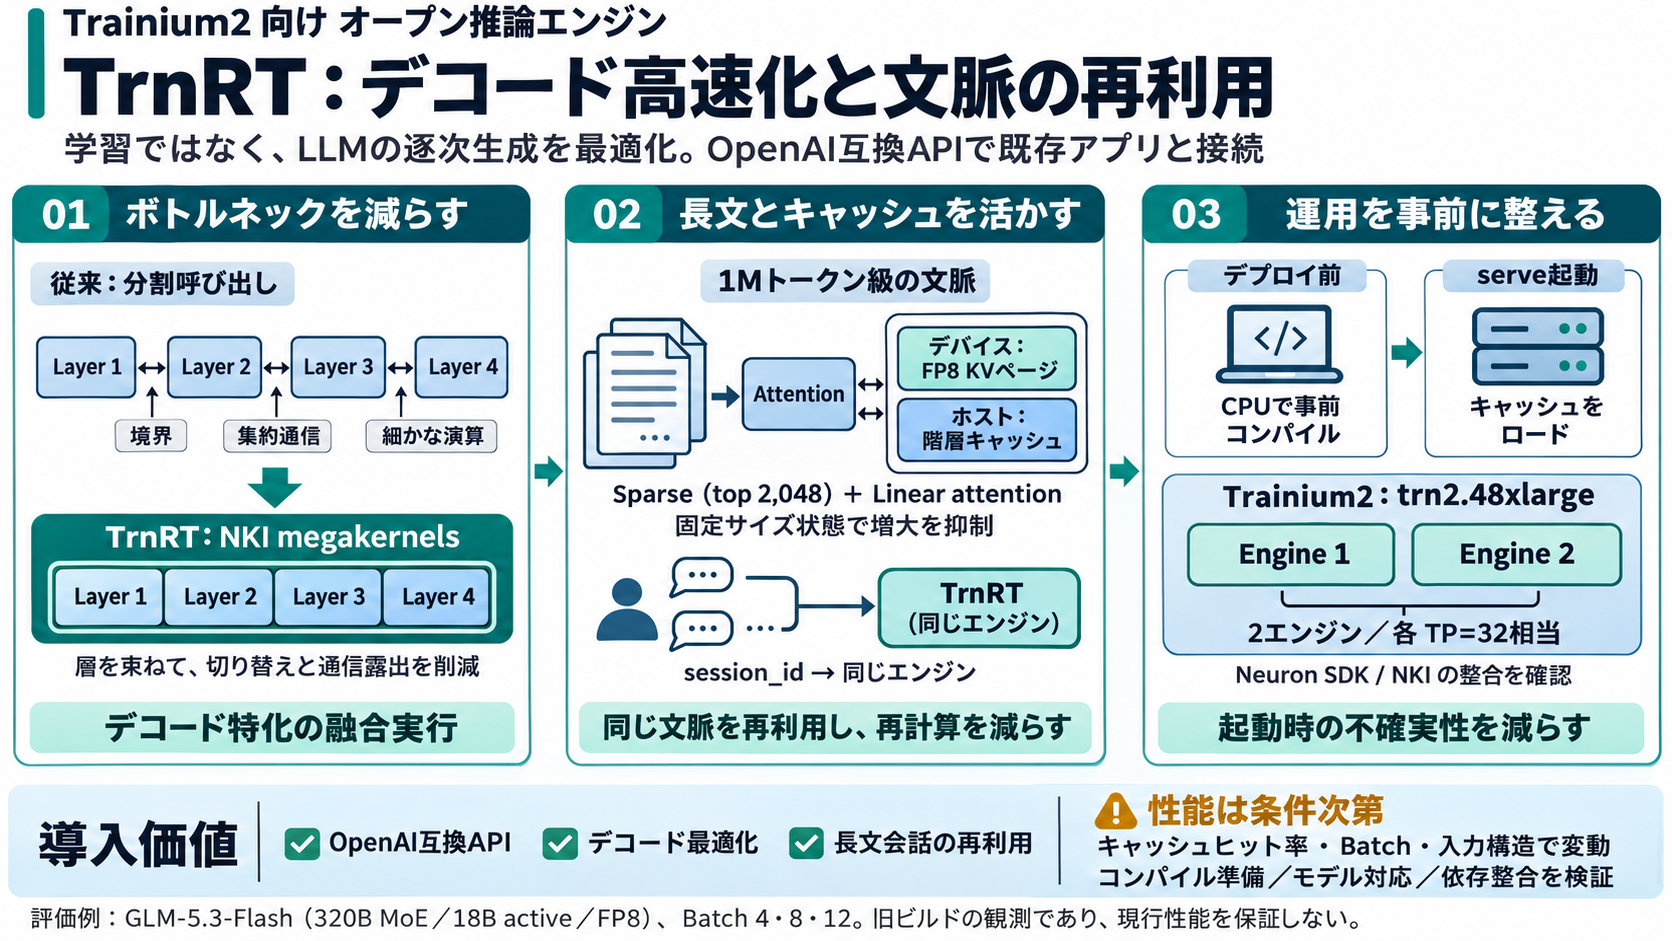 Trainium2 向け オープン推論エンジン
TrnRT：デコード高速化と文脈の再利用
学習ではなく、LLMの逐次生成を最適化。OpenAI互換APIで既存アプリと接続
01 ボトルネックを減らす
従来：分割呼び出し
Layer 1 Layer 2 Layer 3 Layer 4
境界 集約通信 細かな演算
TrnRT：NKI megakernels
Layer 1 Layer 2 Layer 3 Layer 4
層を束ねて、切り替えと通信露出を削減
デコード特化の融合実行
02 長文とキャッシュを活かす
1Mトークン級の文脈
Attention
デバイス：
FP8 KVページ
ホスト：
階層キャッシュ
Sparse（top 2,048）＋ Linear attention
固定サイズ状態で増大を抑制
TrnRT
（同じエンジン）
session_id → 同じエンジン
同じ文脈を再利用し、再計算を減らす
03 運用を事前に整える
デプロイ前
</>
CPUで事前
コンパイル
serve起動
キャッシュを
ロード
Trainium2：trn2.48xlarge
Engine 1 Engine 2
2エンジン／各 TP=32相当
Neuron SDK / NKI の整合を確認
起動時の不確実性を減らす
導入価値
OpenAI互換API デコード最適化 長文会話の再利用
性能は条件次第
キャッシュヒット率・Batch・入力構造で変動
コンパイル準備／モデル対応／依存整合を検証
評価例：GLM-5.3-Flash（320B MoE／18B active／FP8）、Batch 4・8・12。旧ビルドの観測であり、現行性能を保証しない。